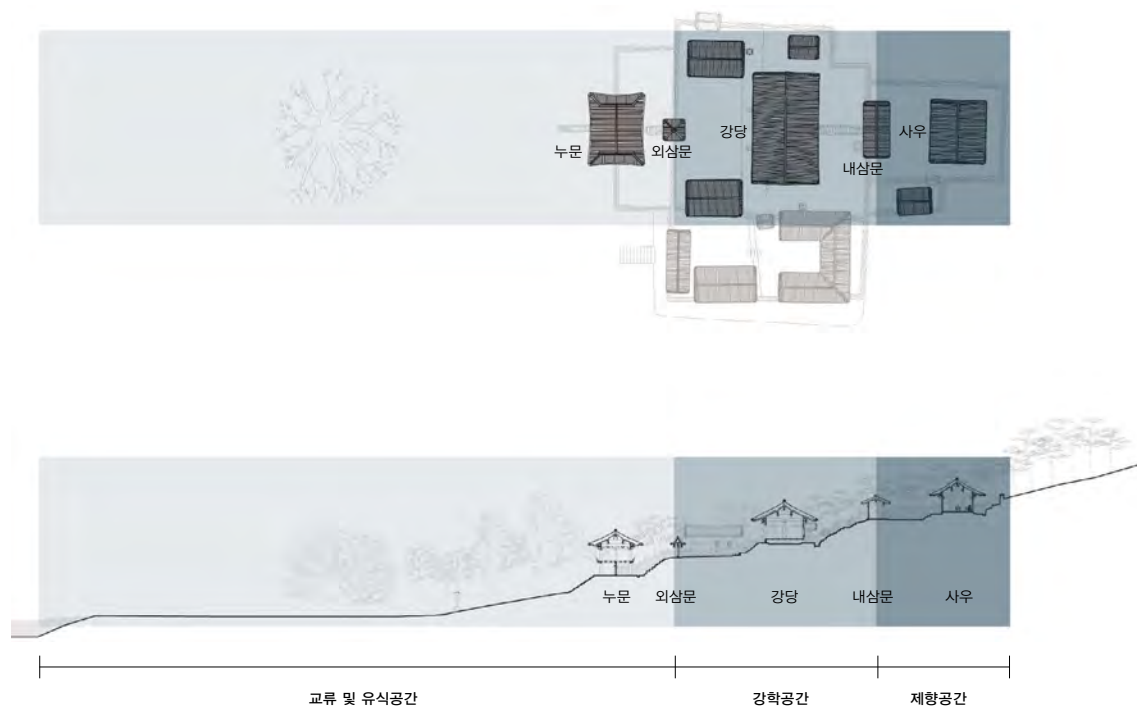 강당
사우
누문
외삼문
내삼문
누문
외삼문
강당
내삼문
사우
교류 및 유식공간
강학공간
제향공간